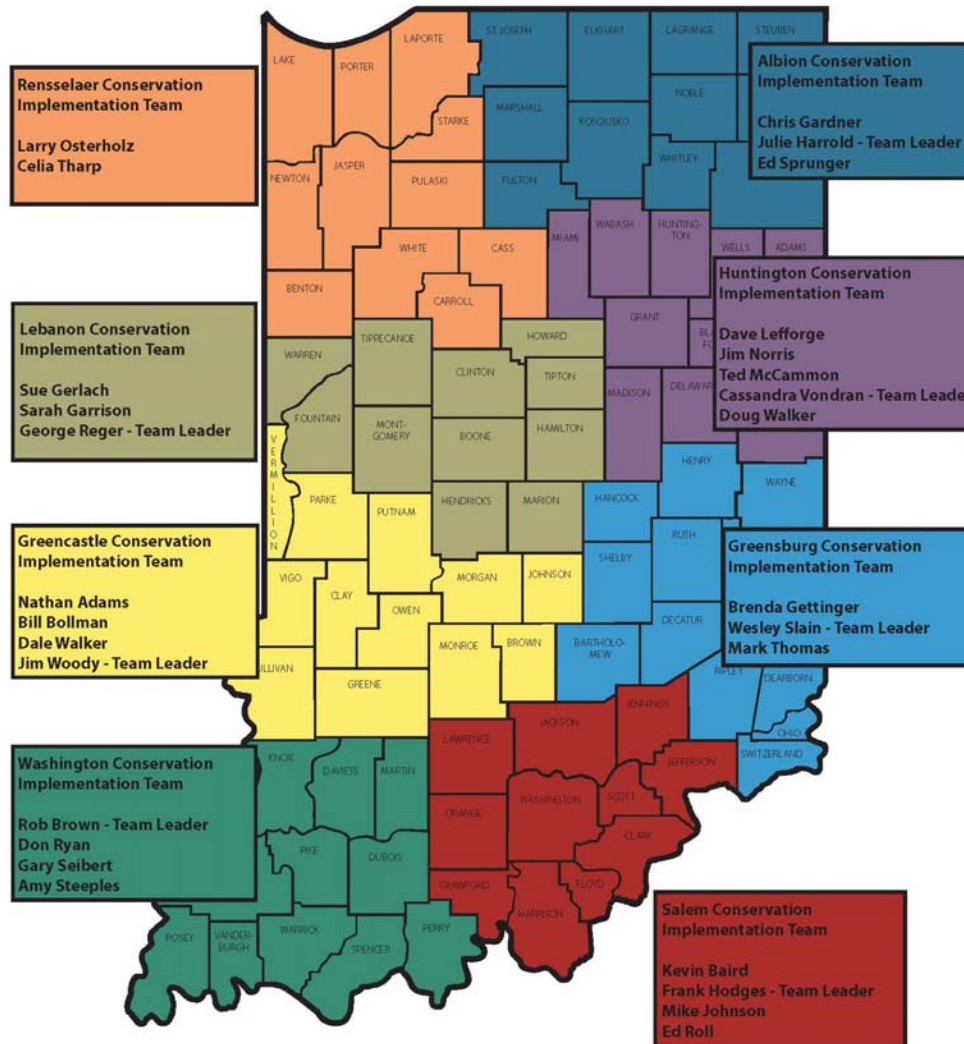 ST. JOSEPH
ELKHART
LAGRANGE
STEUBEN
LAPORTE
LAKE
PORTER
Rensselaer Conservation
Implementation Team
Larry Osterholz
Celia Tharp
Albion Conservation
Implementation Team
Chris Gardner
Julie Harrold - Team Leader
Ed Sprunger
NOBLE
MARSHALL
KOSCIUSKO
STARKE
WHITLEY
JASPER
NEWTON
PULASKI
FULTON
MIAMI
WABASH
HUNTING-
TON
WELLS
ADAMS
WHITE
CASS
BENTON
CARROLL
GRANT
Huntington Conservation
Implementation Team
Dave Lefforge
Jim Norris
Ted McCammon
Cassandra Vondran - Team Leade
Doug Walker
Lebanon Conservation
Implementation Team
Sue Gerlach
Sarah Garrison
George Reger - Team Leader
TIPPECANOE
HOWARD
WARREN
CLINTON
TIPTON
MADISON
DELAWAR
FOUNTAIN
MONT-
GOMERY
BOONE
HAMILTON
HENRY
WAYNE
VERMILLION
PARKE
PUTNAM
HENDRICKS
MARION
HANCOCK
RUSH
SHELBY
Greencastle Conservation
Implementation Team
Nathan Adams
Bill Bollman
Dale Walker
Jim Woody - Team Leader
Greensburg Conservation
Implementation Team
Brenda Gettinger
Wesley Slain - Team Leader
Mark Thomas
VIGO
CLAY
OWEN
MORGAN
JOHNSON
MONROE
BROWN
BARTHOLO-
MEW
DECATUR
ULLIVAN
GREENE
RIPLEY
DEARBORN
OHIO
SWITZERLAND
JENNINGS
JACKSON
LAWRENCE
JEFFERSON
Washington Conservation
Implementation Team
Rob Brown - Team Leader
Don Ryan
Gary Seibert
Amy Steeples
KNOX
DAVIESS
MARTIN
ORANGE
WASHINGTON
SCOTT
CLARK
PIKE
DUBOIS
CRAWFORD
FLOYD
HARRISON
POSEY
VANDER-
BURGH
WARRICK
SPENCER
PERRY
Salem Conservation
Implementation Team
Kevin Baird
Frank Hodges - Team Leader
Mike Johnson
Ed Roll